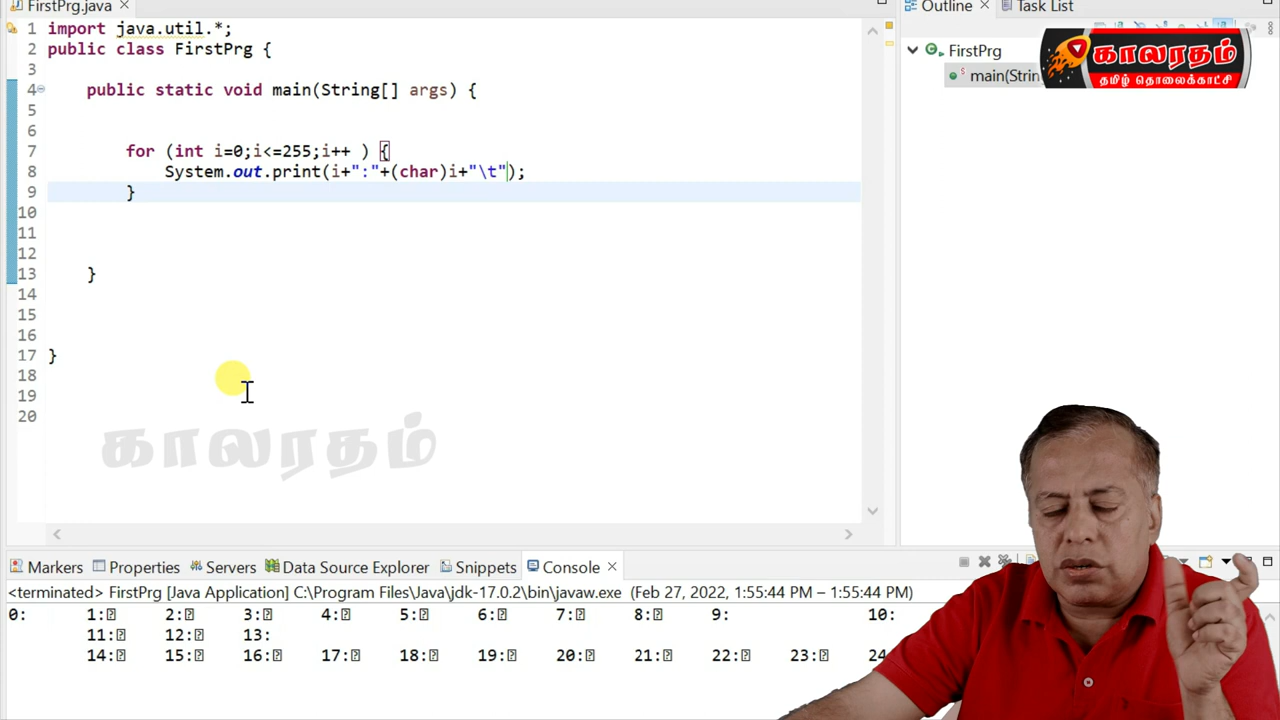 FirstPrg.java
Outline
Task List
1 import java.util.*;
2 public class FirstPrg {
3
4 public static void main(String[] args) {
5
6
7 for (int i=0;i<=255;i++ ) {
8 System.out.print(i+":"+(char)i+"\t");
9 }
10
11
12
13 }
14
15
16
17 }
18
19
20
FirstPrg
main(Strin
காலரதம்
தமிழ் தொலைக்காட்சி
காலரதம்
Markers Properties Servers Data Source Explorer Snippets Console
<terminated> FirstPrg [Java Application] C:\Program Files\Java\jdk-17.0.2\bin\javaw.exe (Feb 27, 2022, 1:55:44 PM – 1:55:44 PM)
0: 1: 2: 3: 4: 5: 6: 7: 8: 9: 10:
11: 12: 13:
14: 15: 16: 17: 18: 19: 20: 21: 22: 23: 24